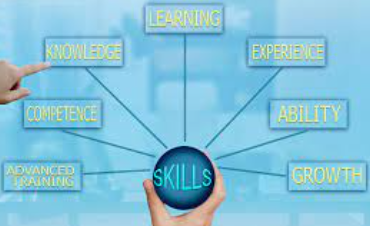 LEARNING
KNOWLEDGE
EXPERIENCE
COMPETENCE
ABILITY
ADVANCED
TRAINING
SKILLS
GROWTH